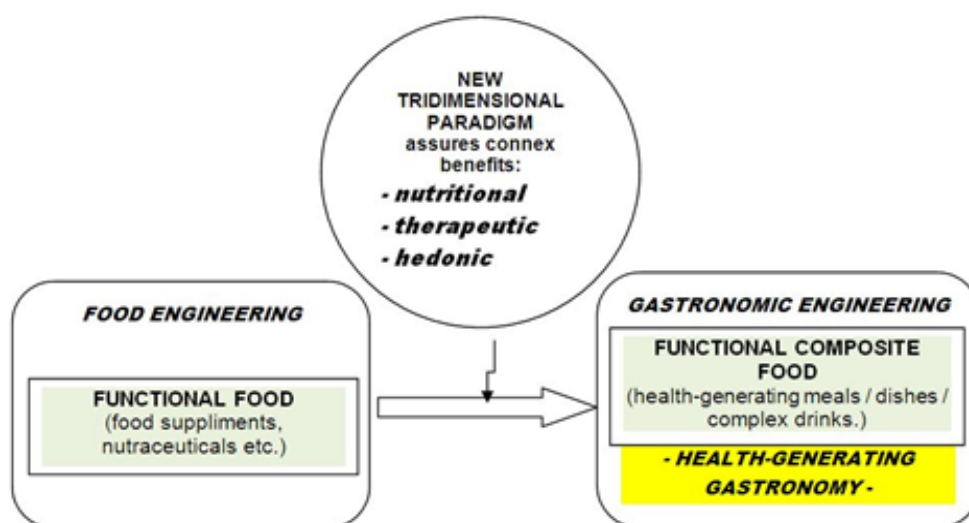 NEW
TRIDIMENSIONAL
PARADIGM
assures connex
benefits:
- nutritional
- therapeutic
- hedonic
FOOD ENGINEERING
FUNCTIONAL FOOD
(food suppliments,
nutraceuticals etc.)
GASTRONOMIC ENGINEERING
FUNCTIONAL COMPOSITE
FOOD
(health-generating meals / dishes /
complex drinks.)
- HEALTH-GENERATING
GASTRONOMY -